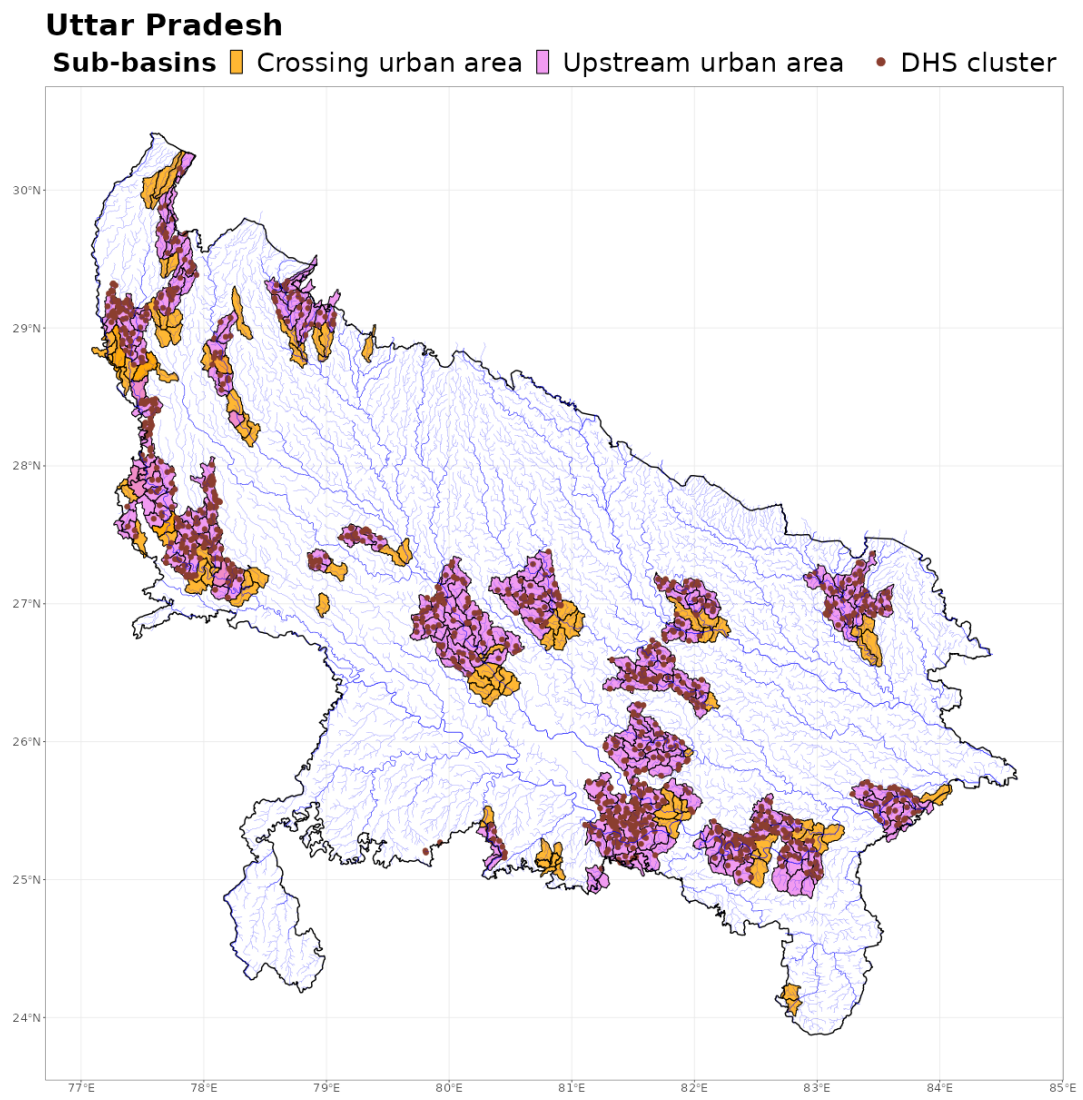 Uttar Pradesh
Sub-basins Crossing urban area Upstream urban area DHS cluster
30°N
29°N
28°N
27°N
26°N
25°N
24°N
77°E 78°E 79°E 80°E 81°E 82°E 83°E 84°E 85°E